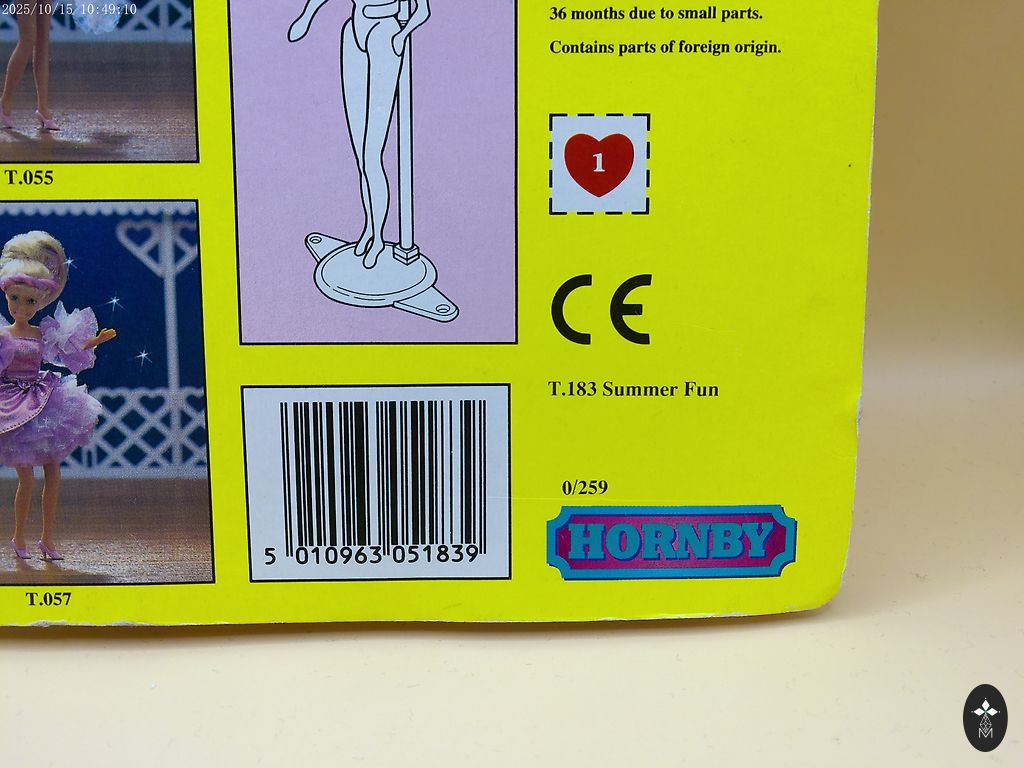 2025/10/15 10:49:10
36 months due to small parts.
Contains parts of foreign origin.
1
T.055
CE
T.183 Summer Fun
0/259
HORNBY
5 010963 051839
T.057
M